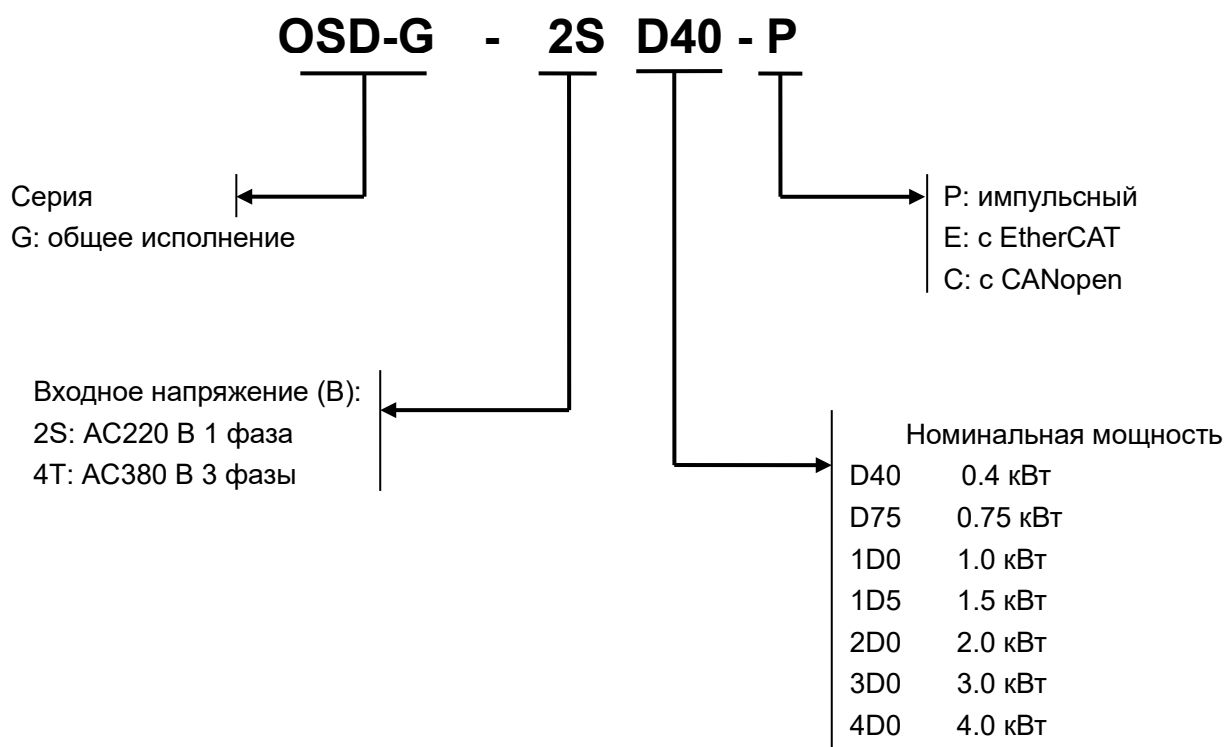 OSD-G - 2S D40 - P
Серия
G: общее исполнение
P: импульсный
E: с EtherCAT
C: с CANopen
Входное напряжение (В):
2S: AC220 В 1 фаза
4T: AC380 В 3 фазы
Номинальная мощность
D40 0.4 кВт
D75 0.75 кВт
1D0 1.0 кВт
1D5 1.5 кВт
2D0 2.0 кВт
3D0 3.0 кВт
4D0 4.0 кВт